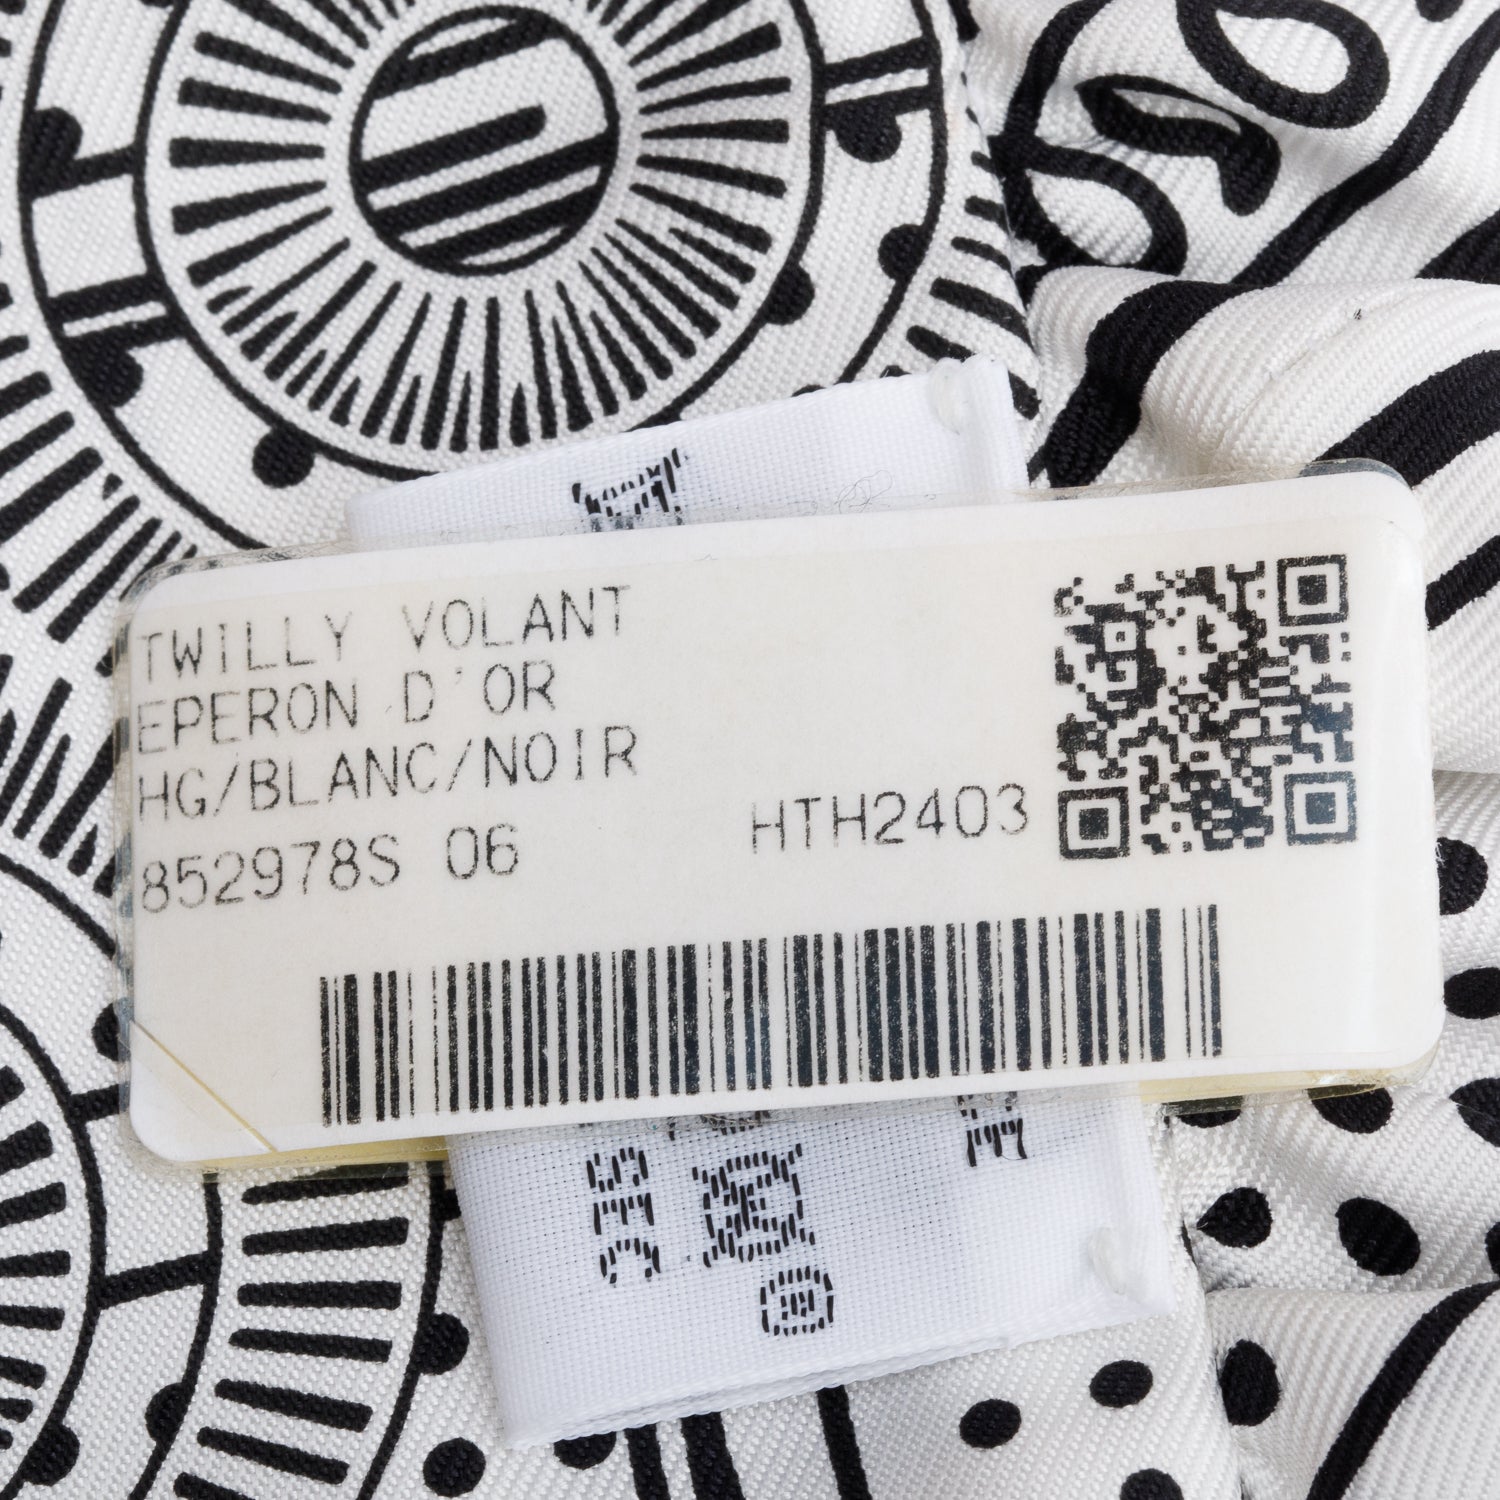 TWILLY VOLANT
EPERON D'OR
HG/BLANC/NOIR
852978S 06
HTH2403